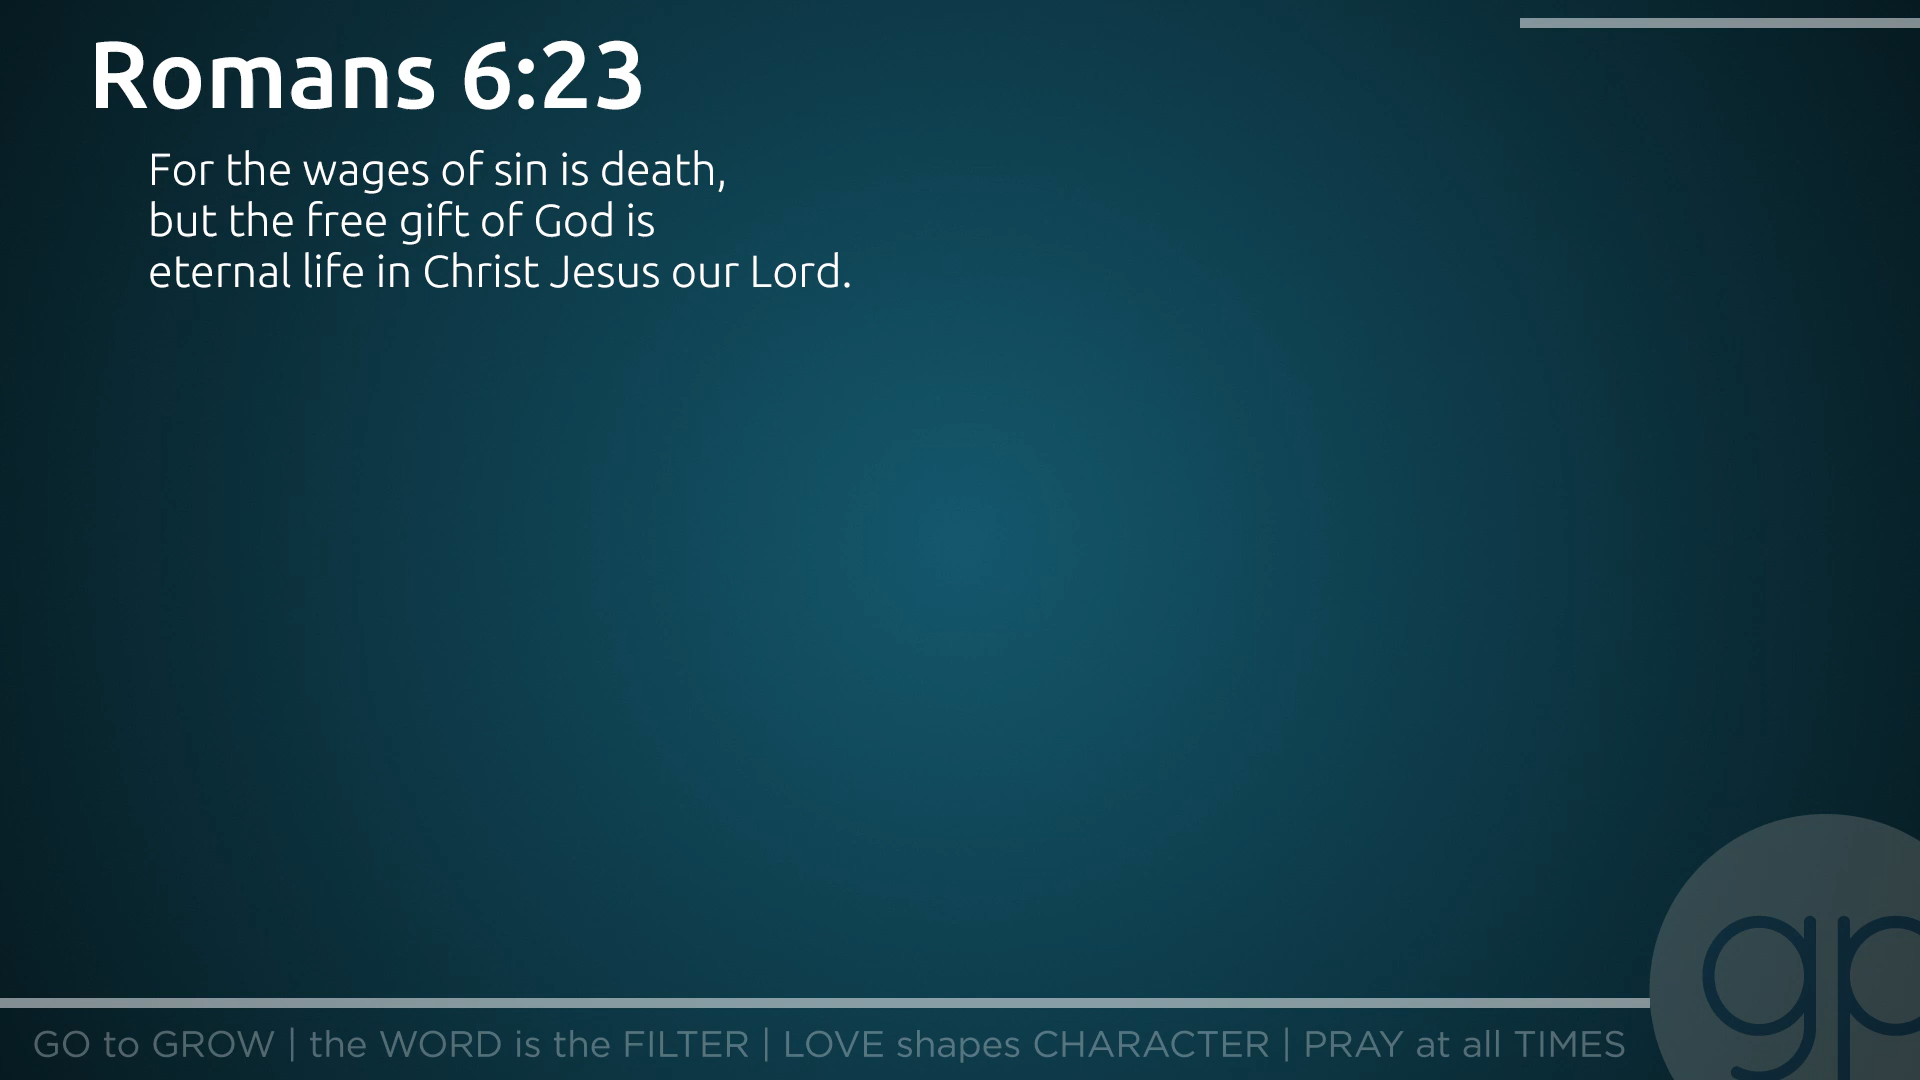 Romans 6:23
For the wages of sin is death,
but the free gift of God is
eternal life in Christ Jesus our Lord.
GO to GROW | the WORD is the FILTER | LOVE shapes CHARACTER | PRAY at all TIMES
gp